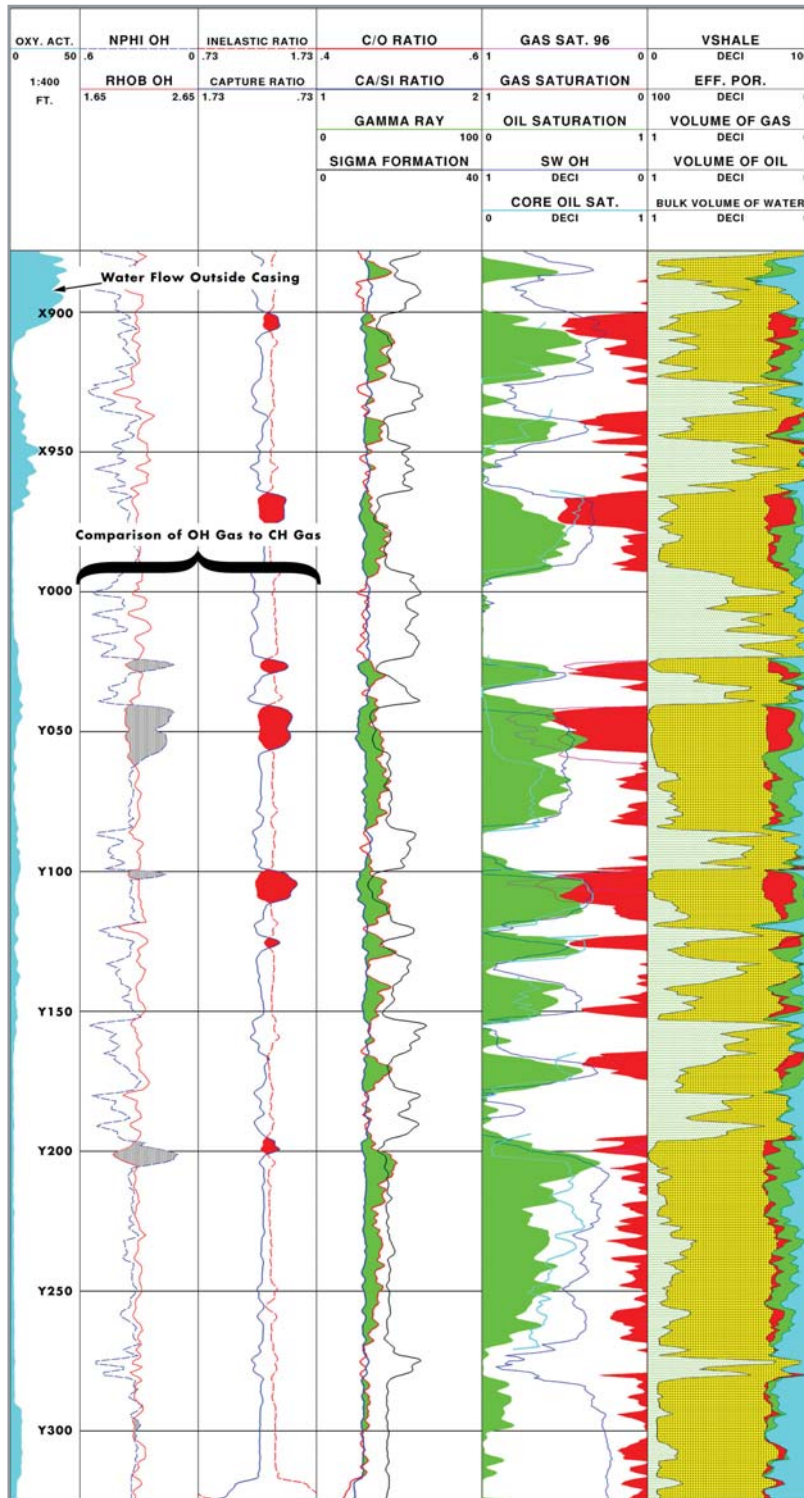 OXY. ACT.
0 50
1:400
FT.
NPHI OH
.6 0
RHOB OH
1.65 2.65
INELASTIC RATIO
.73 1.73
CAPTURE RATIO
1.73 .73
C/O RATIO
.4 .6
CA/SI RATIO
1 2
GAMMA RAY
0 100
SIGMA FORMATION
0 40
GAS SAT. 96
1 0
GAS SATURATION
1 0
OIL SATURATION
0 1
SW OH
1 DECI 0
CORE OIL SAT.
0 DECI 1
VSHALE
0 10
EFF. POR.
100 DECI
VOLUME OF GAS
1 DECI
VOLUME OF OIL
1 DECI
BULK VOLUME OF WATER
1 DECI
Water Flow Outside Casing
X900
X950
Comparison of OH Gas to CH Gas
Y000
Y050
Y100
Y150
Y200
Y250
Y300